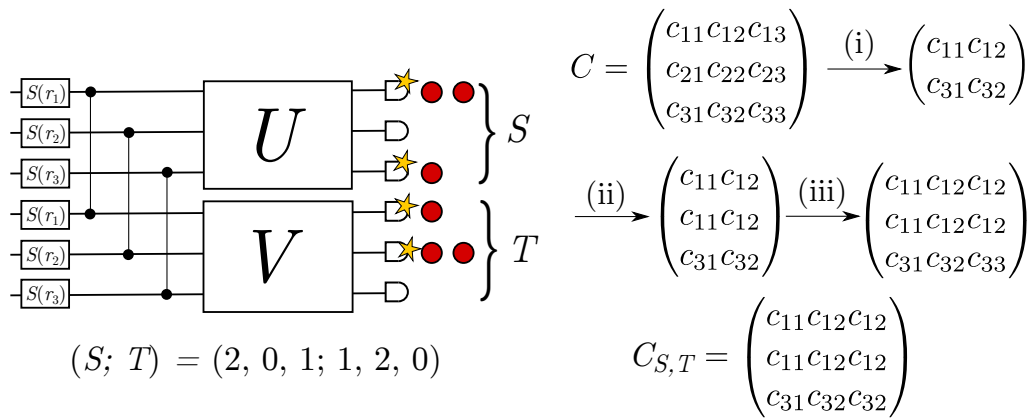 S(r₁)
S(r₂)
S(r₃)
S(r₁)
S(r₂)
S(r₃)
U
V
S
T
(S; T) = (2, 0, 1; 1, 2, 0)
C =
c₁₁c₁₂c₁₃
c₂₁c₂₂c₂₃
c₃₁c₃₂c₃₃
(i)
c₁₁c₁₂
c₃₁c₃₂
(ii)
c₁₁c₁₂
c₁₁c₁₂
c₃₁c₃₂
(iii)
c₁₁c₁₂c₁₂
c₁₁c₁₂c₁₂
c₃₁c₃₂c₃₃
C_{S,T} =
c₁₁c₁₂c₁₂
c₁₁c₁₂c₁₂
c₃₁c₃₂c₃₂